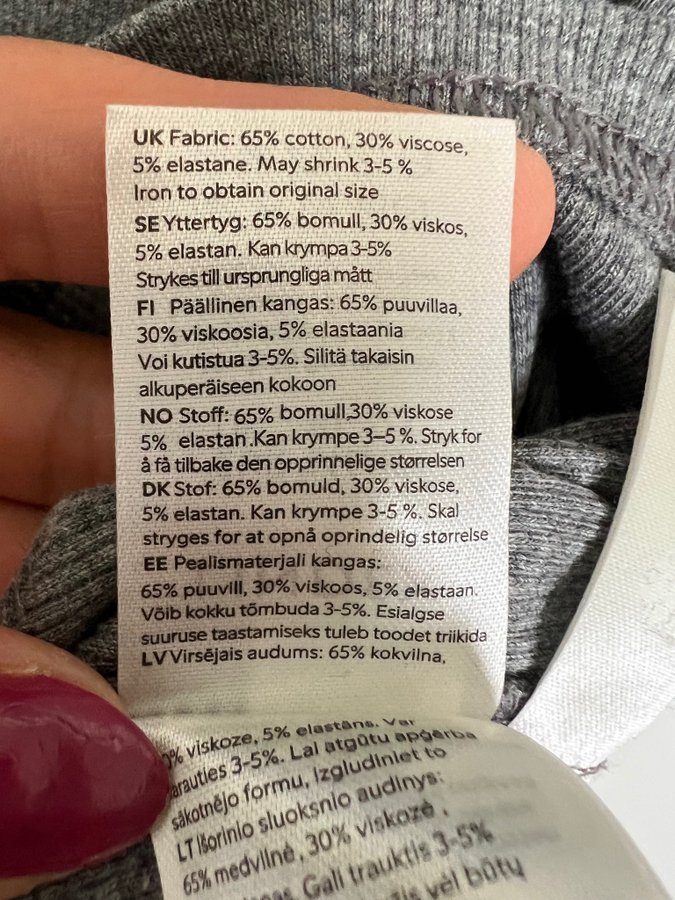 UK Fabric: 65% cotton, 30% viscose,
5% elastane. May shrink 3-5 %
Iron to obtain original size
SE Yttertyg: 65% bomull, 30% viskos,
5% elastan. Kan krympa 3-5%
Strykes till ursprungliga mått
FI Päällinen kangas: 65% puuvillaa,
30% viskoosia, 5% elastaania
Voi kutistua 3-5%. Silitä takaisin
alkuperäiseen kokoon
NO Stoff: 65% bomull,30% viskose
5% elastan .Kan krympe 3–5 %. Stryk for
å få tilbake den opprinnelige størrelsen
DK Stof: 65% bomuld, 30% viskose,
5% elastan. Kan krympe 3-5 %. Skal
stryges for at opnå oprindelig størrelse
EE Pealismaterjali kangas:
65% puuvill, 30% viskoos, 5% elastaan.
Võib kokku tõmbuda 3-5%. Esialgse
suuruse taastamiseks tuleb toodet triikida
LV Virsējais audums: 65% kokvilna,
viskoze, 5% elastāns. Var
3-5%. Lai atgūtu apģērba
sākotnējo formu, izgludiniet to
LT Išorinio sluoksnio audinys:
65% medvilnė, 30% viskozė ,
Gali trauktis 3-5%
vėl būtų